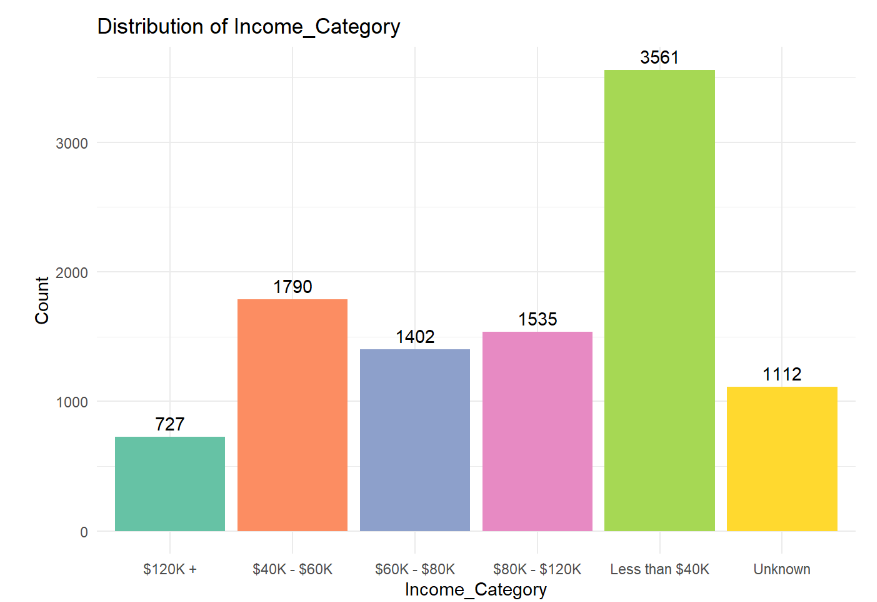 Distribution of Income_Category
3561
3000
2000
1790
1535
1402
1112
1000
727
0
Count
$120K + $40K - $60K $60K - $80K $80K - $120K Less than $40K Unknown
Income_Category